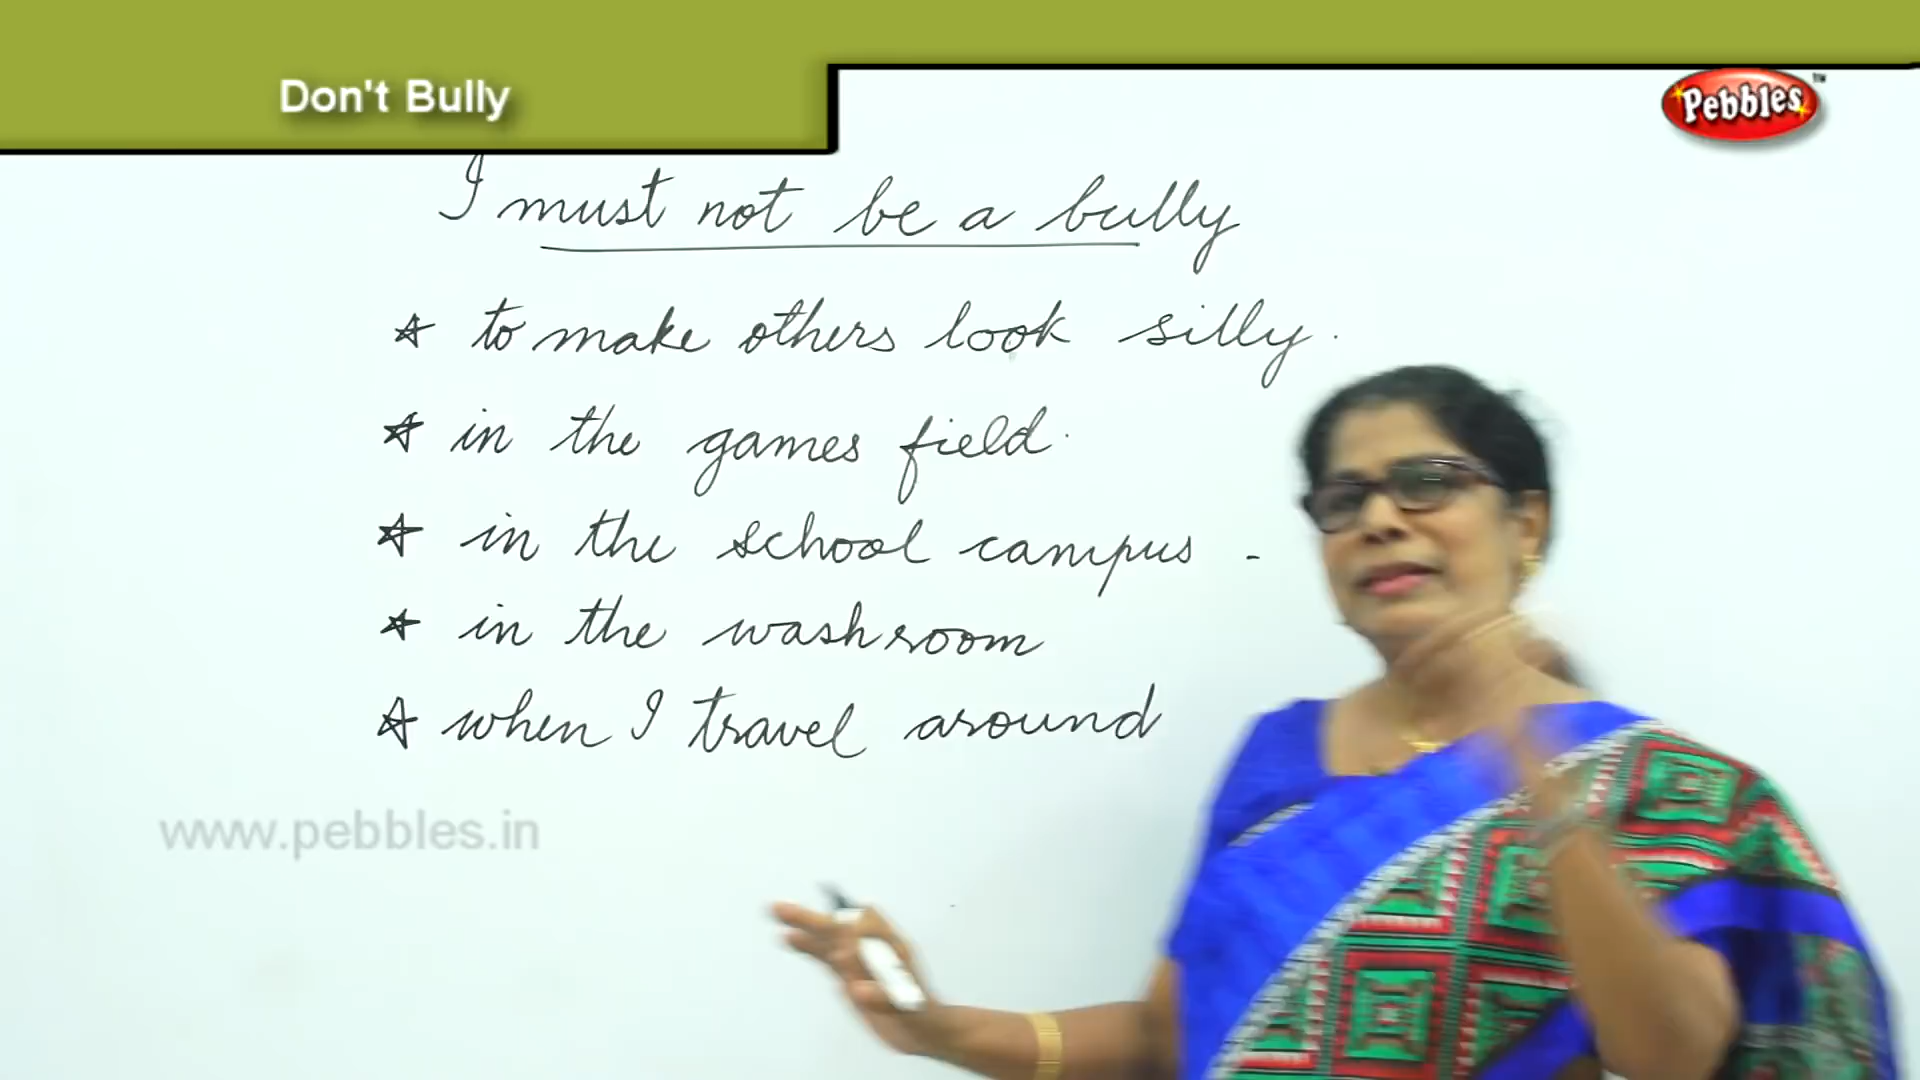 Don't Bully
Pebbles™
I must not be a bully
☆ to make others look silly.
☆ in the games field.
☆ in the school campus -
☆ in the washroom
☆ when I travel around
www.pebbles.in